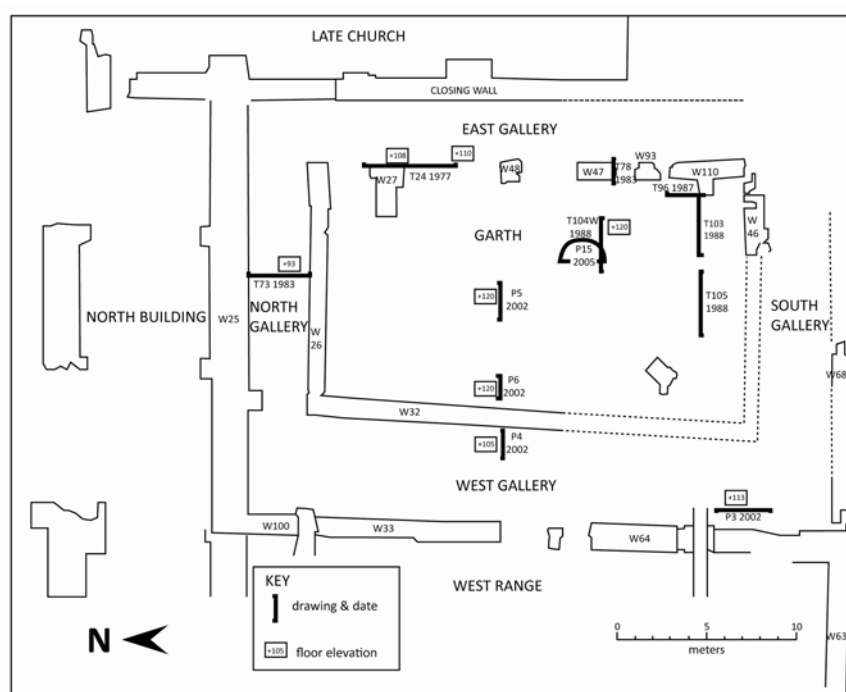 LATE CHURCH
CLOSING WALL
EAST GALLERY
+108
+110
W27
T24 1977
W48
W47
T78
1983
W93
W110
T96 1987
W
46
T104W
1988
+120
P15
2005
GARTH
T103
1988
+93
T73 1983
NORTH BUILDING
W25
NORTH
GALLERY
W
26
+120
P5
2002
T105
1988
SOUTH
GALLERY
+120
P6
2002
W68
W32
+105
P4
2002
WEST GALLERY
+113
P3 2002
W100
W33
W64
WEST RANGE
KEY
drawing & date
+105
floor elevation
N
0
5
10
meters
W63